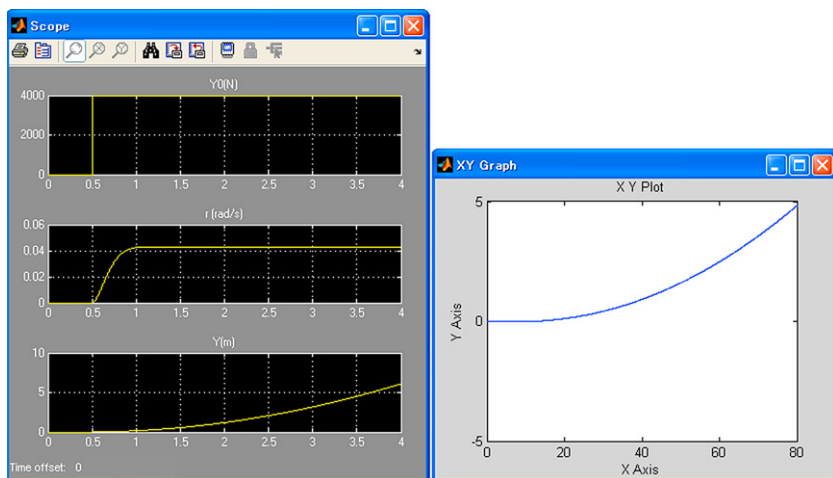 Scope
Y0(N)
4000
2000
0
0 0.5 1 1.5 2 2.5 3 3.5 4
r (rad/s)
0.06
0.04
0.02
0
0 0.5 1 1.5 2 2.5 3 3.5 4
Y(m)
10
5
0
0 0.5 1 1.5 2 2.5 3 3.5 4
Time offset: 0
XY Graph
X Y Plot
5
0
-5
Y Axis
0 20 40 60 80
X Axis